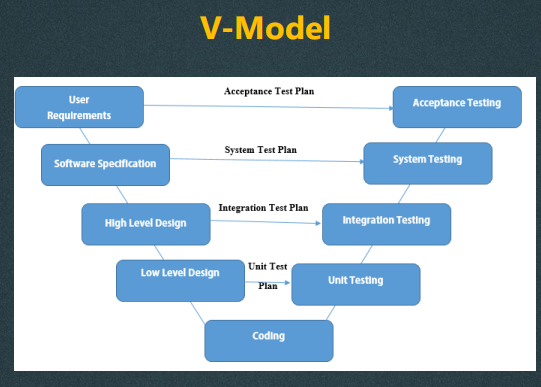 V-Model
User
Requirements
Acceptance Test Plan
Acceptance Testing
Software Specification
System Test Plan
System Testing
High Level Design
Integration Test Plan
Integration Testing
Low Level Design
Unit Test
Plan
Unit Testing
Coding